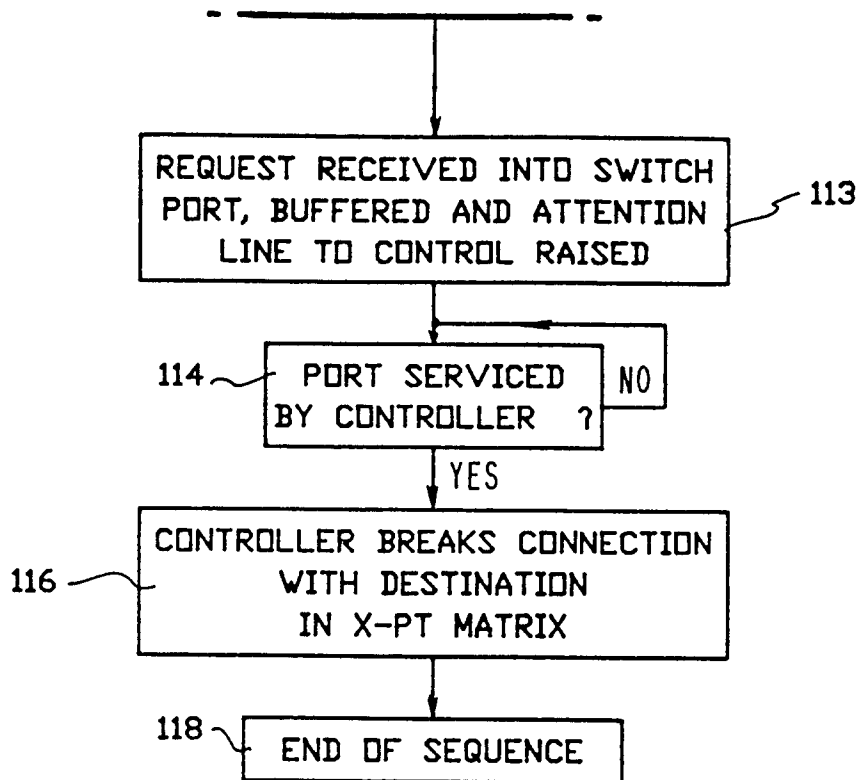 REQUEST RECEIVED INTO SWITCH
PORT, BUFFERED AND ATTENTION
LINE TO CONTROL RAISED
113
114
PORT SERVICED
BY CONTROLLER ?
NO
YES
CONTROLLER BREAKS CONNECTION
WITH DESTINATION
IN X-PT MATRIX
116
118
END OF SEQUENCE